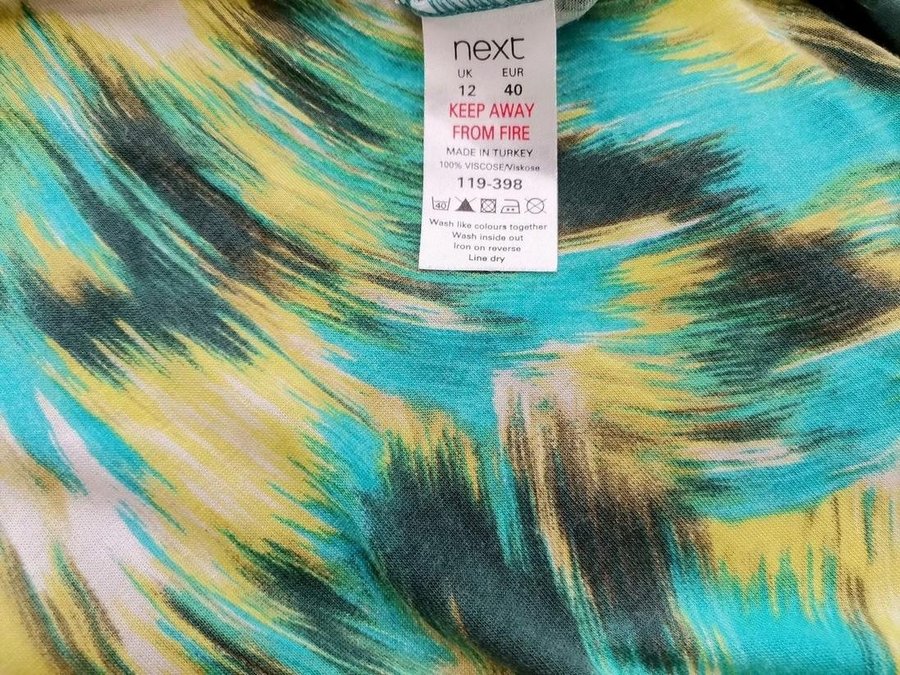 next
UK EUR
12 40
KEEP AWAY
FROM FIRE
MADE IN TURKEY
100% VISCOSE/Viskose
119-398
40
Wash like colours together
Wash inside out
Iron on reverse
Line dry